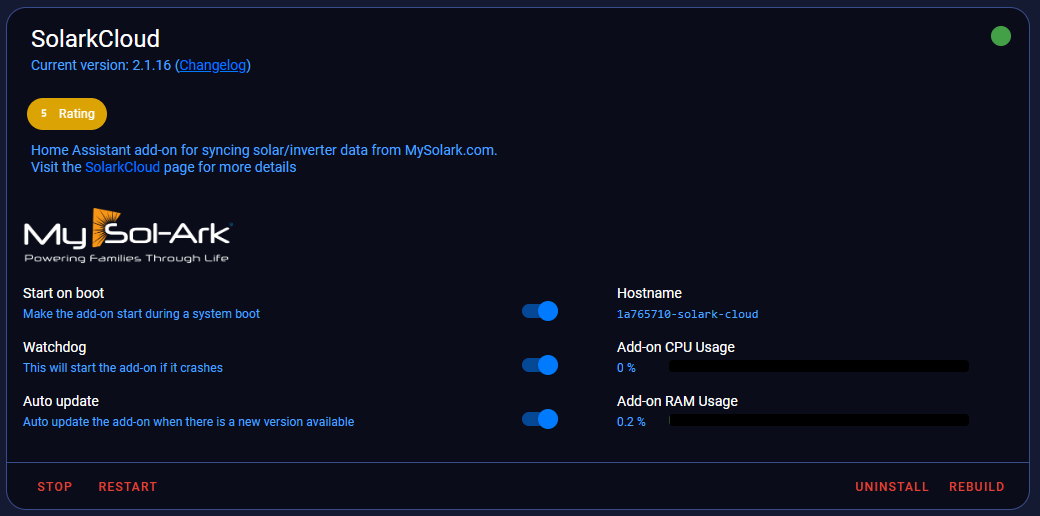 SolarkCloud
Current version: 2.1.16 (Changelog)
5 Rating
Home Assistant add-on for syncing solar/inverter data from MySolark.com.
Visit the SolarkCloud page for more details
My Sol-Ark
Powering Families Through Life
Start on boot
Make the add-on start during a system boot
Hostname
1a765710-solark-cloud
Watchdog
This will start the add-on if it crashes
Add-on CPU Usage
0 %
Auto update
Auto update the add-on when there is a new version available
Add-on RAM Usage
0.2 %
STOP RESTART UNINSTALL REBUILD